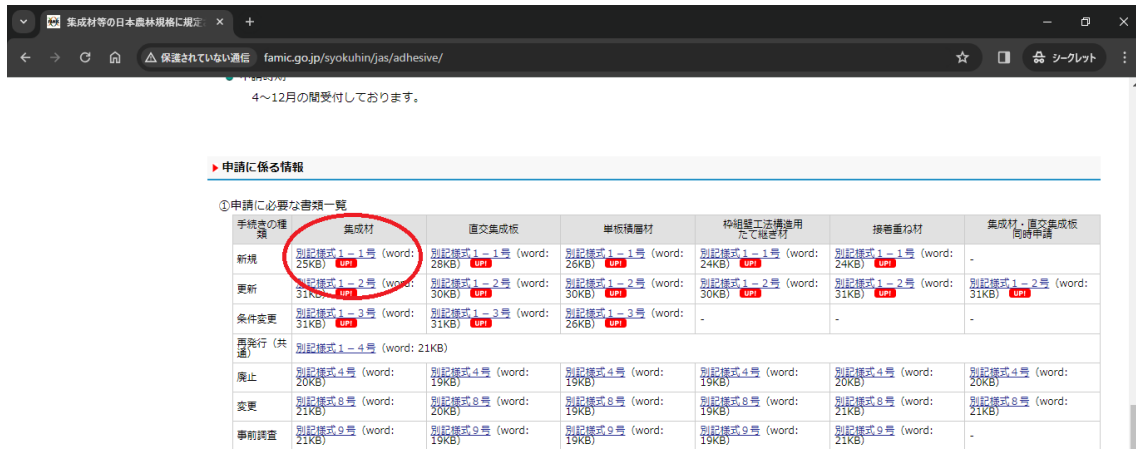 集成材等の日本農林規格に規定
保護されていない通信 famic.go.jp/syokuhin/jas/adhesive/ シークレット
申請時期
4～12月の間受付しております。
申請に係る情報
①申請に必要な書類一覧
手続きの種類 集成材 直交集成板 単板積層材 枠組壁工法構造用たて継ぎ材 接着重ね材 集成材・直交集成板同時申請
新規 別記様式１－１号 (word: 25KB) UP! 別記様式１－１号 (word: 28KB) UP! 別記様式１－１号 (word: 26KB) UP! 別記様式１－１号 (word: 24KB) UP! 別記様式１－１号 (word: 24KB) UP! -
更新 別記様式１－２号 (word: 31KB) UP! 別記様式１－２号 (word: 30KB) UP! 別記様式１－２号 (word: 30KB) UP! 別記様式１－２号 (word: 30KB) UP! 別記様式１－２号 (word: 31KB) UP! 別記様式１－２号 (word: 31KB) UP!
条件変更 別記様式１－３号 (word: 31KB) UP! 別記様式１－３号 (word: 31KB) UP! 別記様式１－３号 (word: 26KB) UP! - - -
再発行（共通） 別記様式１－４号 (word: 21KB)
廃止 別記様式４号 (word: 20KB) 別記様式４号 (word: 19KB) 別記様式４号 (word: 19KB) 別記様式４号 (word: 19KB) 別記様式４号 (word: 20KB) 別記様式４号 (word: 20KB)
変更 別記様式８号 (word: 21KB) 別記様式８号 (word: 20KB) 別記様式８号 (word: 19KB) 別記様式８号 (word: 19KB) 別記様式８号 (word: 21KB) 別記様式８号 (word: 21KB)
事前調査 別記様式９号 (word: 21KB) 別記様式９号 (word: 19KB) 別記様式９号 (word: 19KB) 別記様式９号 (word: 19KB) 別記様式９号 (word: 21KB) -